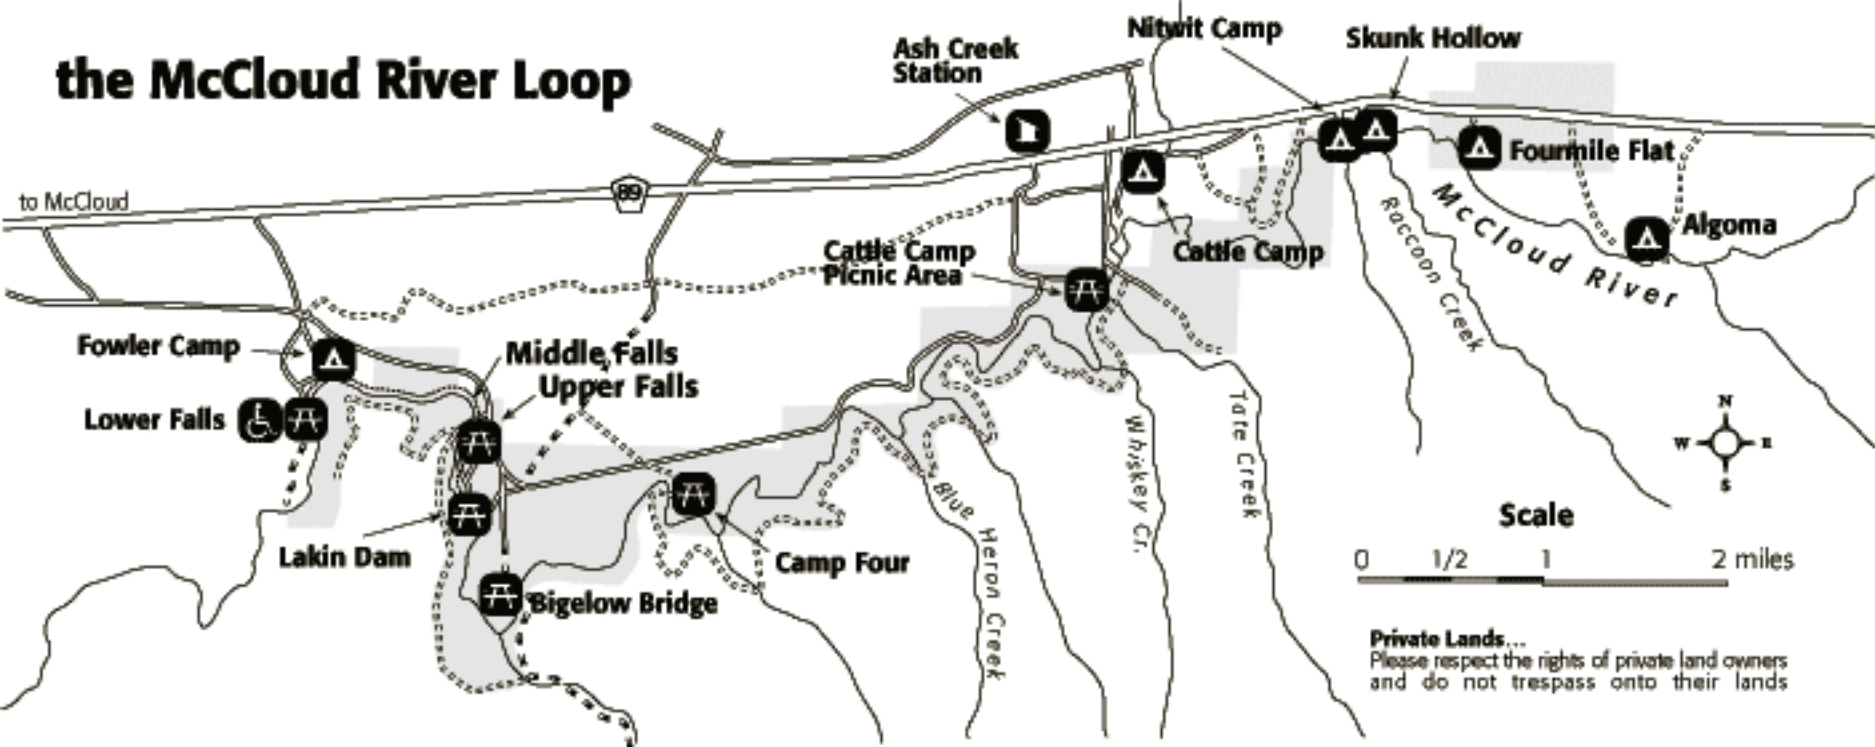 the McCloud River Loop
Ash Creek
Station
Nitwit Camp
Skunk Hollow
to McCloud
89
Fourmile Flat
Algoma
McCloud River
Raccoon Creek
Cattle Camp
Cattle Camp
Picnic Area
Fowler Camp
Middle Falls
Upper Falls
Lower Falls
Lakin Dam
Camp Four
Bigelow Bridge
Blue Heron Creek
Whiskey Cr.
Tate Creek
N
W E
S
Scale
0 1/2 1 2 miles
Private Lands...
Please respect the rights of private land owners
and do not trespass onto their lands